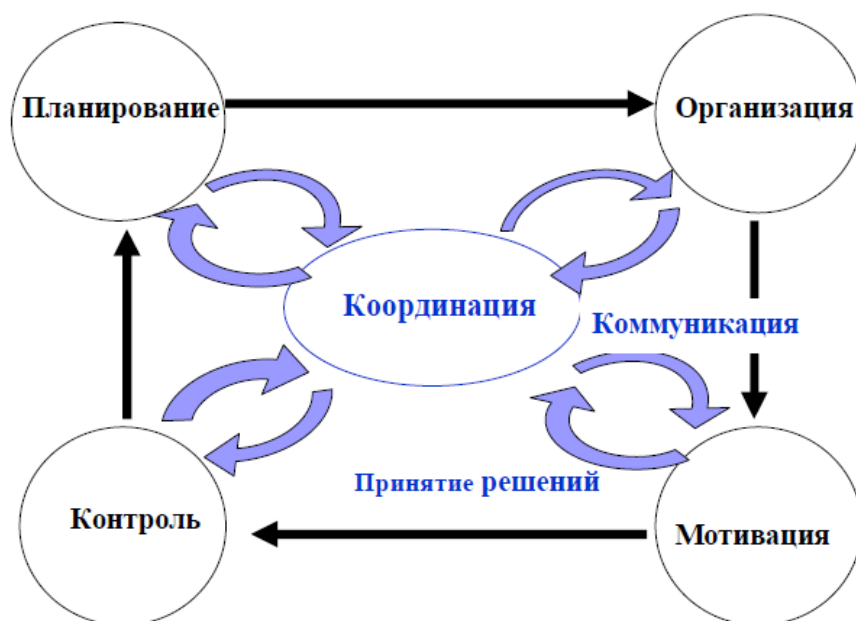 Планирование
Организация
Координация
Коммуникация
Принятие решений
Контроль
Мотивация